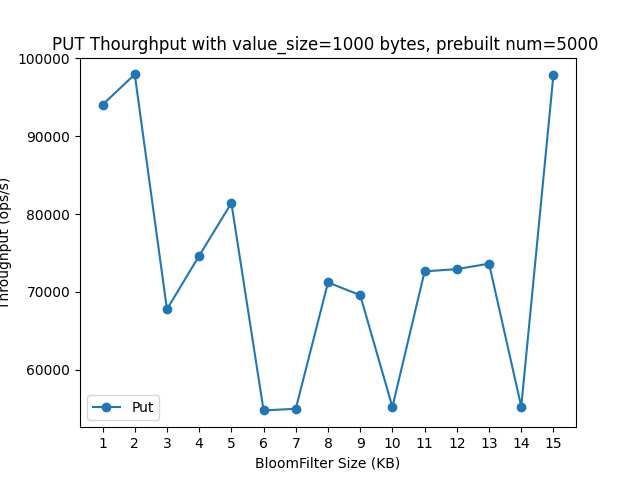 PUT Thourghput with value_size=1000 bytes, prebuilt num=5000
100000
90000
80000
70000
60000
Throughput (ops/s)
Put
1 2 3 4 5 6 7 8 9 10 11 12 13 14 15
BloomFilter Size (KB)